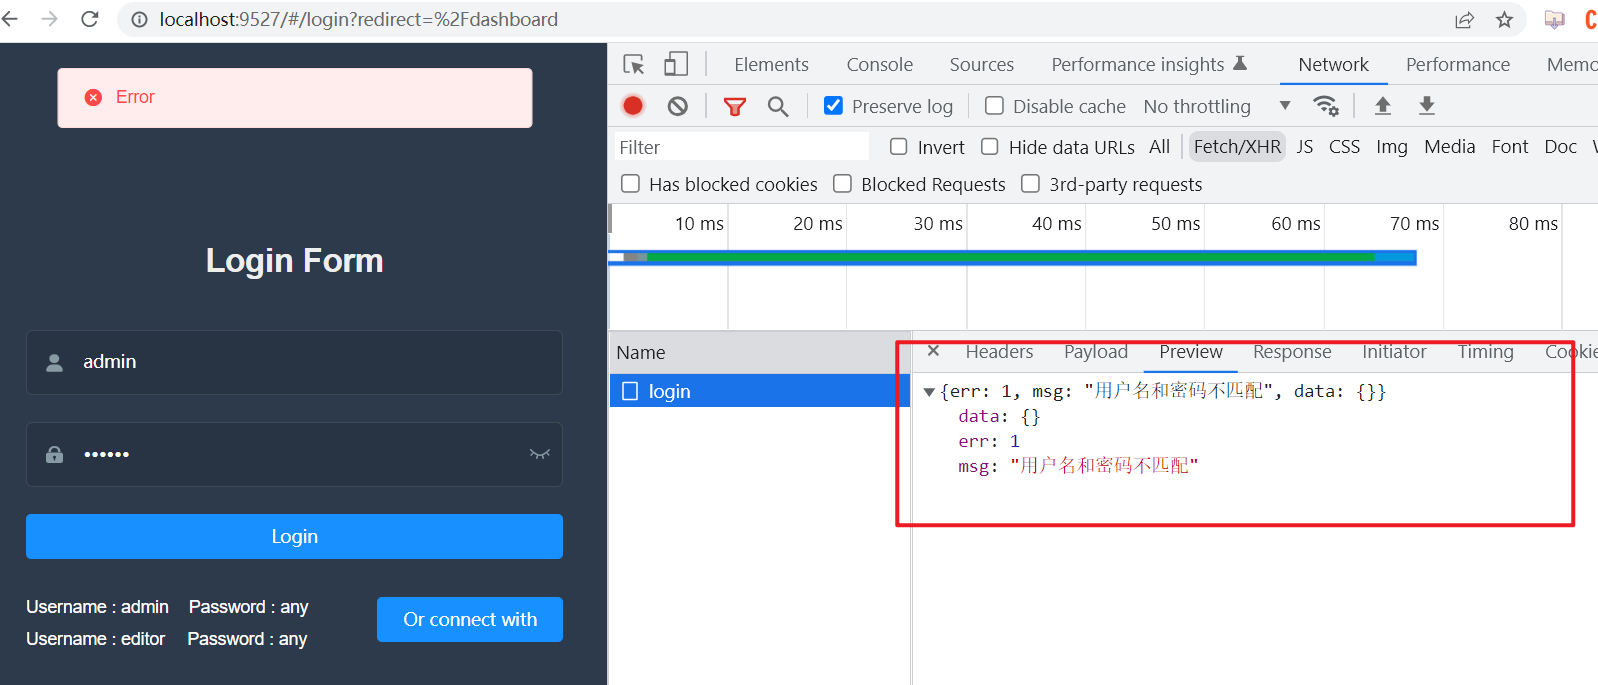 localhost:9527/#/login?redirect=%2Fdashboard
Error
Login Form
admin
Login
Username : admin Password : any
Username : editor Password : any
Or connect with
Elements Console Sources Performance insights Network Performance
Preserve log Disable cache No throttling
Filter Invert Hide data URLs All Fetch/XHR JS CSS Img Media Font Doc
Has blocked cookies Blocked Requests 3rd-party requests
10 ms 20 ms 30 ms 40 ms 50 ms 60 ms 70 ms 80 ms
Name
login
Headers Payload Preview Response Initiator Timing
{err: 1, msg: "用户名和密码不匹配", data: {}}
data: {}
err: 1
msg: "用户名和密码不匹配"